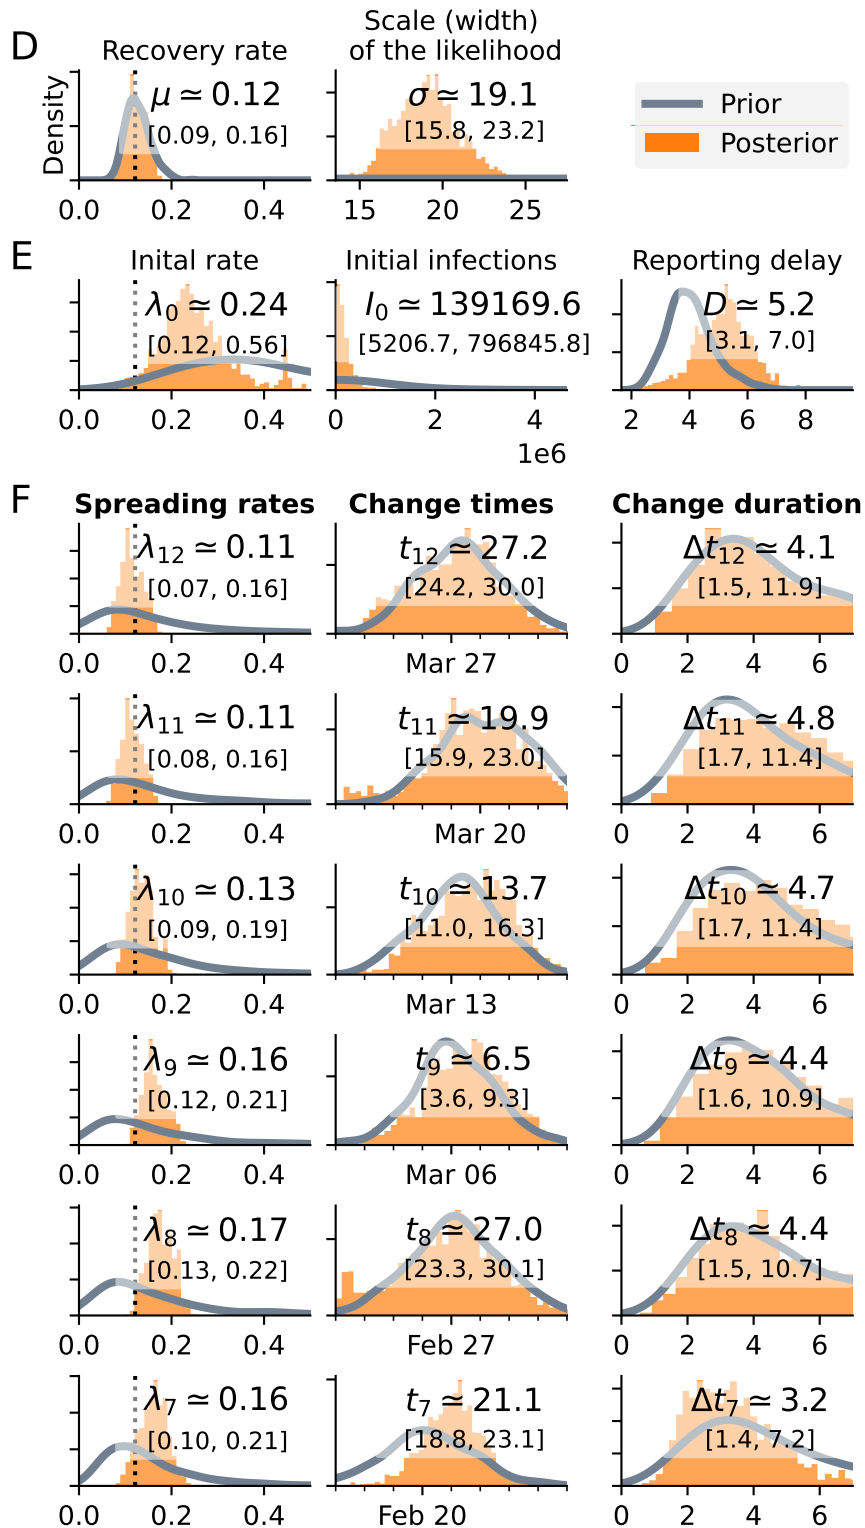 D
Recovery rate
Scale (width)
of the likelihood
Density
μ ≃ 0.12
[0.09, 0.16]
0.0 0.2 0.4
σ ≃ 19.1
[15.8, 23.2]
15 20 25
Prior
Posterior
E
Inital rate
λ0 ≃ 0.24
[0.12, 0.56]
0.0 0.2 0.4
Initial infections
I0 ≃ 139169.6
[5206.7, 796845.8]
0 2 4
1e6
Reporting delay
D ≃ 5.2
[3.1, 7.0]
2 4 6 8
F
Spreading rates Change times Change duration
λ12 ≃ 0.11
[0.07, 0.16]
0.0 0.2 0.4
t12 ≃ 27.2
[24.2, 30.0]
Mar 27
Δt12 ≃ 4.1
[1.5, 11.9]
0 2 4 6
λ11 ≃ 0.11
[0.08, 0.16]
0.0 0.2 0.4
t11 ≃ 19.9
[15.9, 23.0]
Mar 20
Δt11 ≃ 4.8
[1.7, 11.4]
0 2 4 6
λ10 ≃ 0.13
[0.09, 0.19]
0.0 0.2 0.4
t10 ≃ 13.7
[11.0, 16.3]
Mar 13
Δt10 ≃ 4.7
[1.7, 11.4]
0 2 4 6
λ9 ≃ 0.16
[0.12, 0.21]
0.0 0.2 0.4
t9 ≃ 6.5
[3.6, 9.3]
Mar 06
Δt9 ≃ 4.4
[1.6, 10.9]
0 2 4 6
λ8 ≃ 0.17
[0.13, 0.22]
0.0 0.2 0.4
t8 ≃ 27.0
[23.3, 30.1]
Feb 27
Δt8 ≃ 4.4
[1.5, 10.7]
0 2 4 6
λ7 ≃ 0.16
[0.10, 0.21]
0.0 0.2 0.4
t7 ≃ 21.1
[18.8, 23.1]
Feb 20
Δt7 ≃ 3.2
[1.4, 7.2]
0 2 4 6